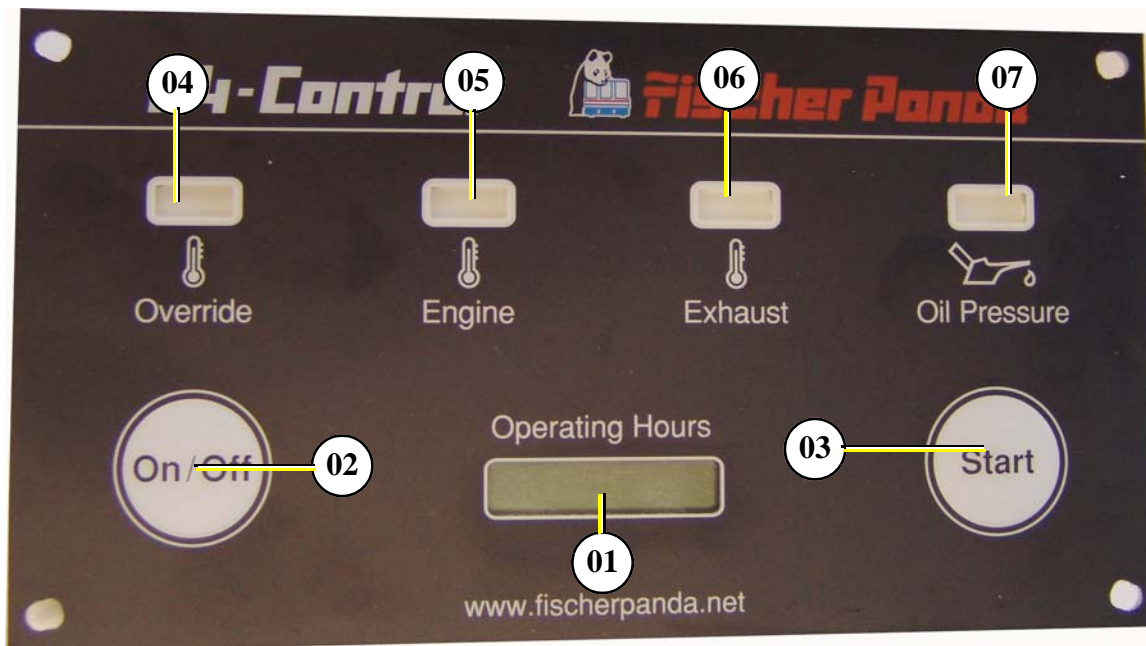 04 05 06 07
Fischer Panda
Override Engine Exhaust Oil Pressure
Operating Hours
On/Off 02 03 Start
01
www.fischerpanda.net